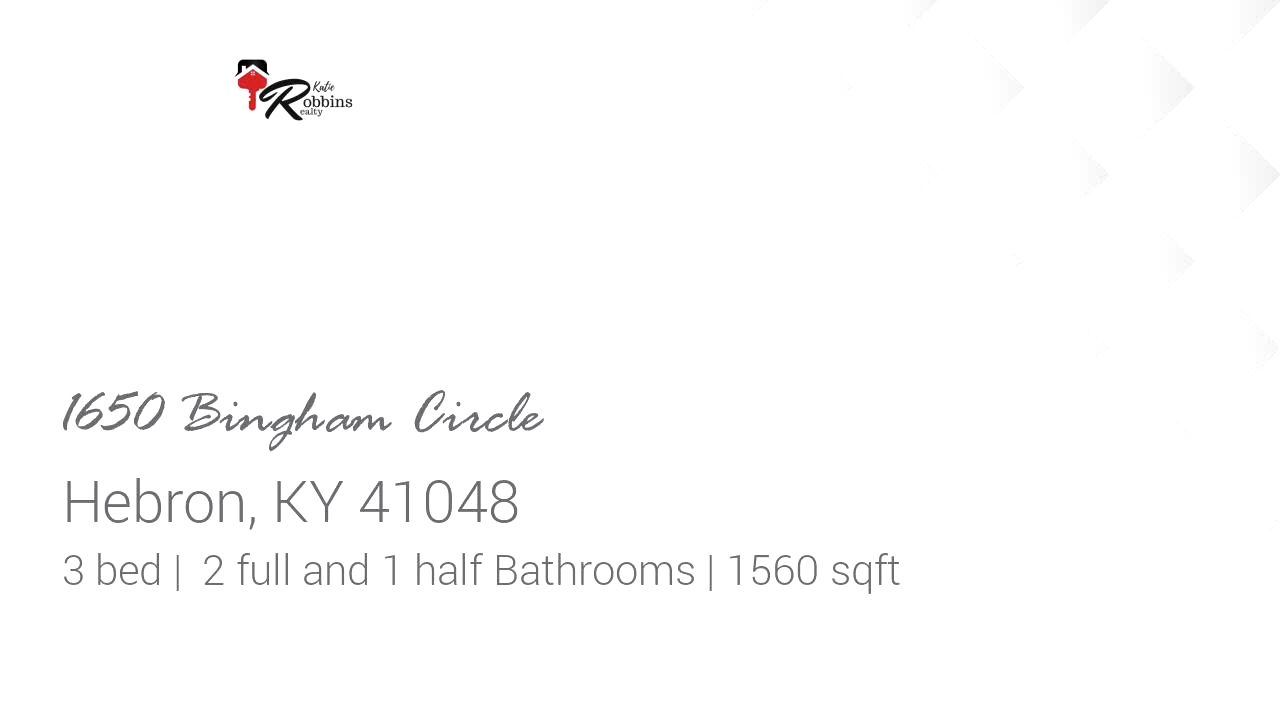 Katie
Robbins
Realty
1650 Bingham Circle
Hebron, KY 41048
3 bed | 2 full and 1 half Bathrooms | 1560 sqft